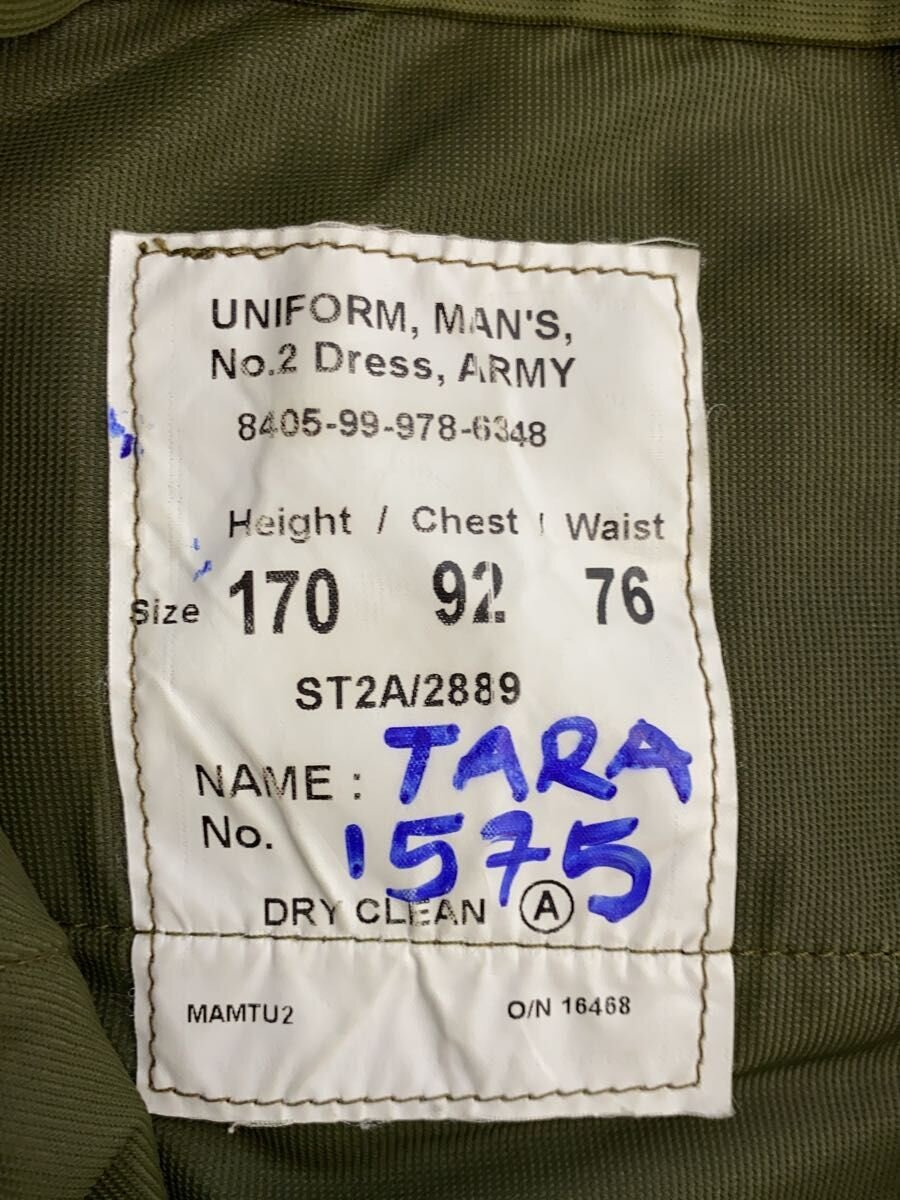 UNIFORM, MAN'S,
No.2 Dress, ARMY
8405-99-978-6348
Height / Chest / Waist
Size 170 92 76
ST2A/2889
NAME : TARA
No. 1575
DRY CLEAN A
MAMTU2 O/N 16468